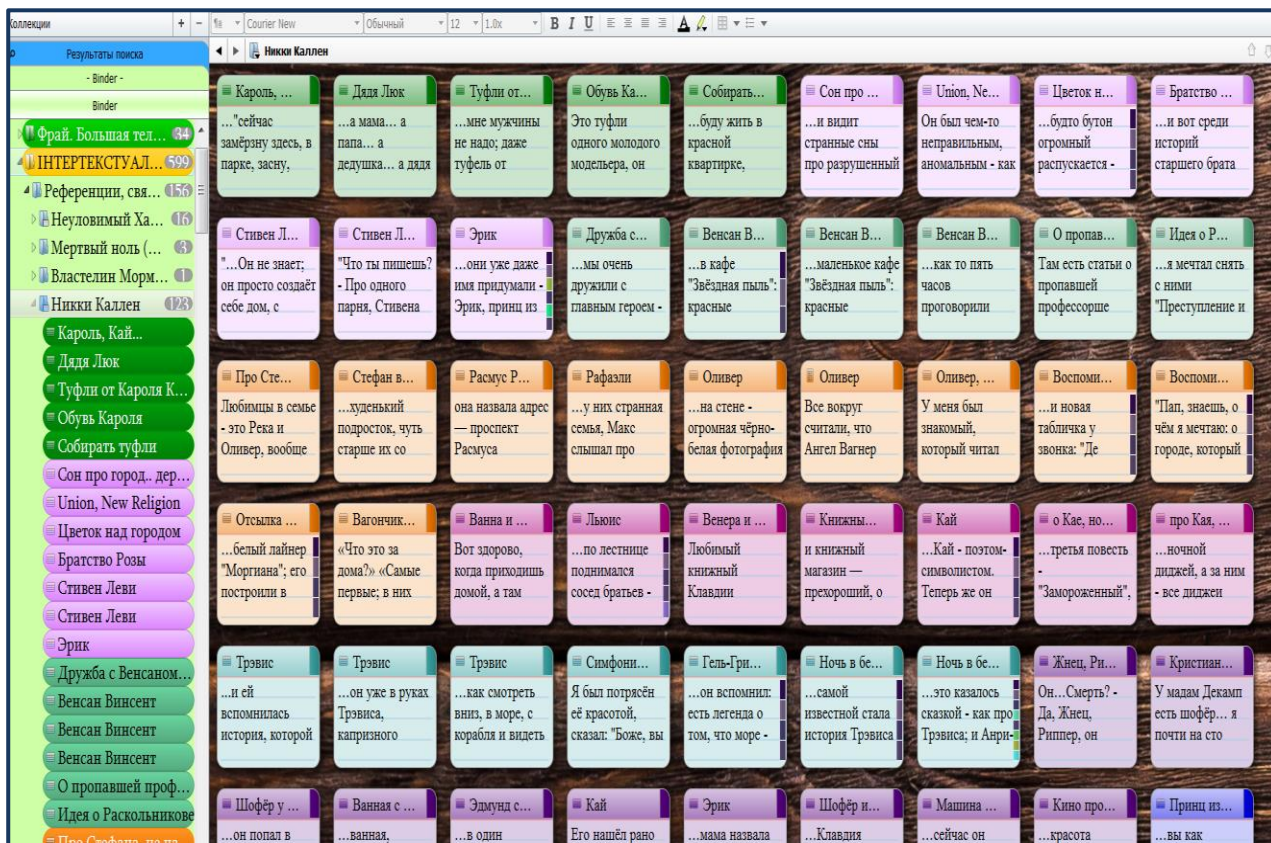 Коллекции + −
¶a Courier New Обычный 12 1.0x B I U A
Результаты поиска
- Binder -
Binder
Фрай. Большая тел... 34
ІНТЕРТЕКСТУАЛ... 599
Референции, свя... 156
Неуловимый Ха... 16
Мертвый ноль (... 3
Властелин Морм... 1
Никки Каллен 123
Кароль, Кай...
Дядя Люк
Туфли от Кароля К...
Обувь Кароля
Собирать туфли
Сон про город.. дер...
Union, New Religion
Цветок над городом
Братство Розы
Стивен Леви
Стивен Леви
Эрик
Дружба с Венсаном...
Венсан Винсент
Венсан Винсент
Венсан Винсент
О пропавшей проф...
Идея о Раскольникове
Никки Каллен
Кароль, ...
..."сейчас
замёрзну здесь, в
парке, засну,
Дядя Люк
...а мама... а
папа... а
дедушка... а дядя
Туфли от...
...мне мужчины
не надо; даже
туфель от
Обувь Ка...
Это туфли
одного молодого
модельера, он
Собирать...
...буду жить в
красной
квартирке,
Сон про ...
...и видит
странные сны
про разрушенный
Union, Ne...
Он был чем-то
неправильным,
аномальным - как
Цветок н...
...будто бутон
огромный
распускается -
Братство ...
...и вот среди
историй
старшего брата
Стивен Л...
"...Он не знает;
он просто создаёт
себе дом, с
Стивен Л...
"Что ты пишешь?
- Про одного
парня, Стивена
Эрик
...они уже даже
имя придумали -
Эрик, принц из
Дружба с...
...мы очень
дружили с
главным героем -
Венсан В...
...в кафе
"Звёздная пыль":
красные
Венсан В...
...маленькое кафе
"Звёздная пыль":
красные
Венсан В...
...как то пять
часов
проговорили
О пропав...
Там есть статьи о
пропавшей
профессорше
Идея о Р...
...я мечтал снять
с ними
"Преступление и
Про Сте...
Любимцы в семье
- это Река и
Оливер, вообще
Стефан в...
...худенький
подросток, чуть
старше их со
Расмус Р...
она назвала адрес
— проспект
Расмуса
Рафаэли
...у них странная
семья, Макс
слышал про
Оливер
...на стене -
огромная чёрно-
белая фотография
Оливер
Все вокруг
считали, что
Ангел Вагнер
Оливер, ...
У меня был
знакомый,
который читал
Воспоми...
...и новая
табличка у
звонка: "Де
Воспоми...
"Пап, знаешь, о
чём я мечтаю: о
городе, который
Отсылка ...
...белый лайнер
"Моргиана"; его
построили в
Вагончик...
«Что это за
дома?» «Самые
первые; в них
Ванна и ...
Вот здорово,
когда приходишь
домой, а там
Льюис
...по лестнице
поднимался
сосед братьев -
Венера и ...
Любимый
книжный
Клавдии
Книжны...
и книжный
магазин —
прехороший, о
Кай
...Кай - поэтом-
символистом.
Теперь же он
о Кае, но...
...третья повесть
-
"Замороженный",
про Кая, ...
...ночной
диджей, а за ним
- все диджеи
Трэвис
...и ей
вспомнилась
история, которой
Трэвис
...он уже в руках
Трэвиса,
капризного
Трэвис
...как смотреть
вниз, в море, с
корабля и видеть
Симфони...
Я был потрясён
её красотой,
сказал: "Боже, вы
Гель-Гри...
...он вспомнил:
есть легенда о
том, что море -
Ночь в бе...
...самой
известной стала
история Трэвиса
Ночь в бе...
...это казалось
сказкой - как про
Трэвиса; и Анри-
Жнец, Ри...
Он...Смерть? -
Да, Жнец,
Риппер, он
Кристиан...
У мадам Декамп
есть шофёр... я
почти на сто
Шофёр у ...
...он попал в
Ванная с ...
...ванная,
Эдмунд с...
...в один
Кай
Его нашёл рано
Эрик
...мама назвала
Шофёр и...
...Клавдия
Машина ...
...сейчас он
Кино про...
...красота
Принц из...
...вы как